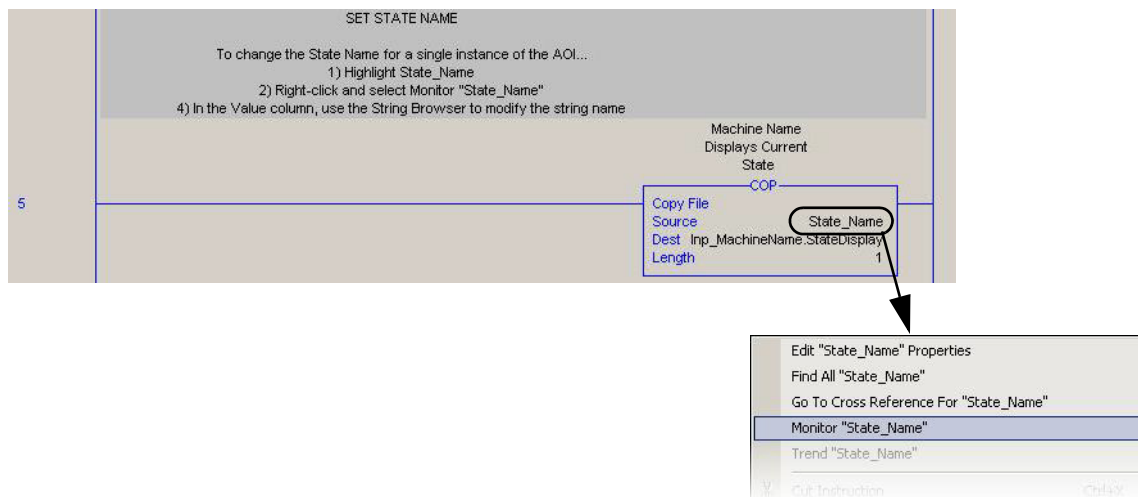 SET STATE NAME
To change the State Name for a single instance of the AOI...
1) Highlight State_Name
2) Right-click and select Monitor "State_Name"
4) In the Value column, use the String Browser to modify the string name
Machine Name
Displays Current
State
COP
5
Copy File
Source State_Name
Dest Inp_MachineName.StateDisplay
Length 1
Edit "State_Name" Properties
Find All "State_Name"
Go To Cross Reference For "State_Name"
Monitor "State_Name"
Trend "State_Name"
Cut Instruction Ctrl+X